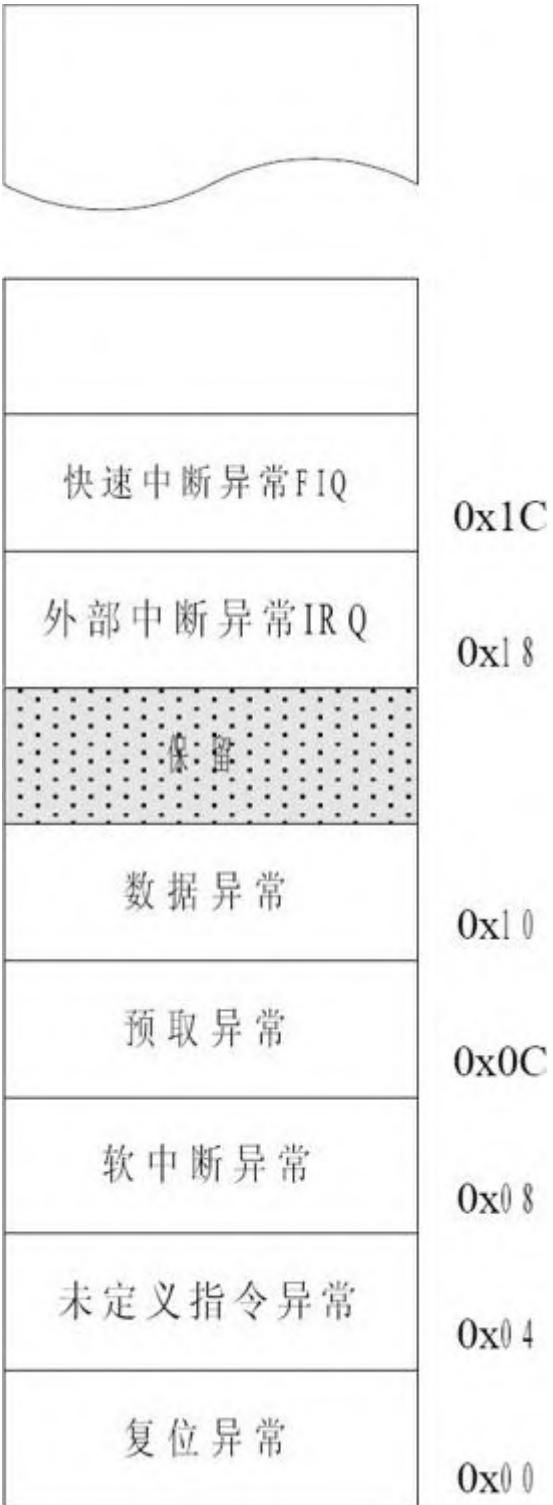 快速中断异常FIQ
0x1C
外部中断异常IRQ
0x18
保留
数据异常
0x10
预取异常
0x0C
软中断异常
0x08
未定义指令异常
0x04
复位异常
0x00